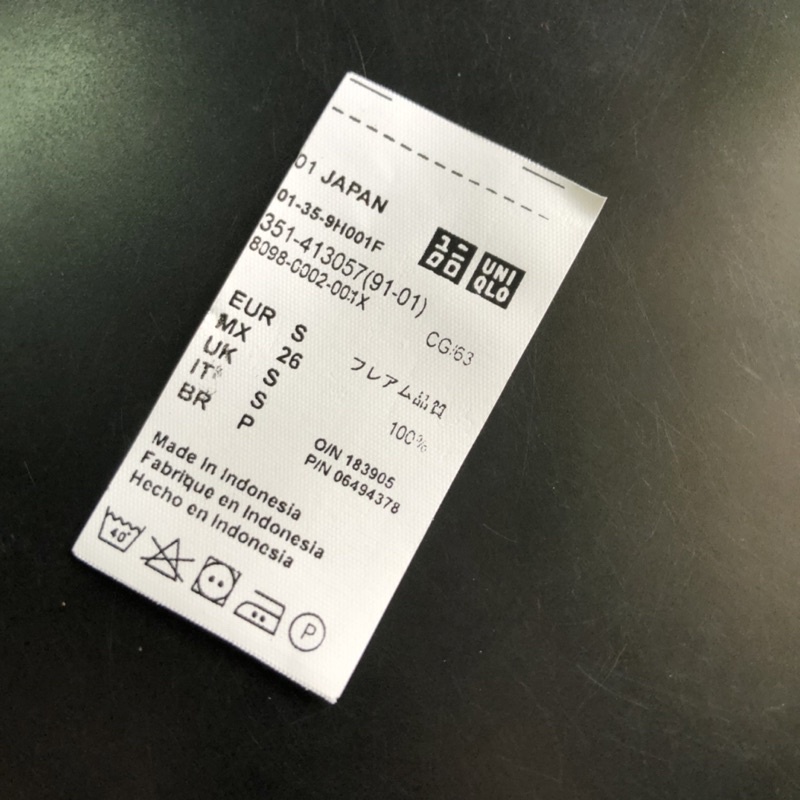 01 JAPAN
01-35-9H001F
351-413057(91-01)
8098-0002-001X
UNI
QLO
CG/63
EUR S
MX 26
UK S
IT S
BR P
フレアム品質
100%
O/N 183905
P/N 06494378
Made in Indonesia
Fabrique en Indonesia
Hecho en Indonesia
40°
P